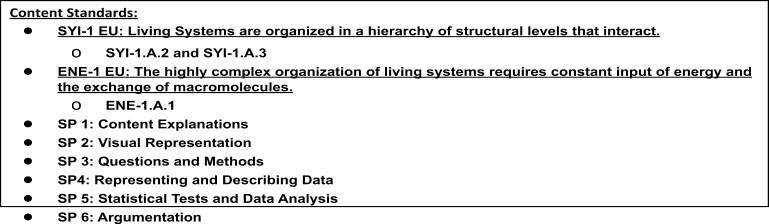 Content Standards:
● SYI-1 EU: Living Systems are organized in a hierarchy of structural levels that interact.
o SYI-1.A.2 and SYI-1.A.3
● ENE-1 EU: The highly complex organization of living systems requires constant input of energy and
the exchange of macromolecules.
o ENE-1.A.1
● SP 1: Content Explanations
● SP 2: Visual Representation
● SP 3: Questions and Methods
● SP4: Representing and Describing Data
● SP 5: Statistical Tests and Data Analysis
● SP 6: Argumentation